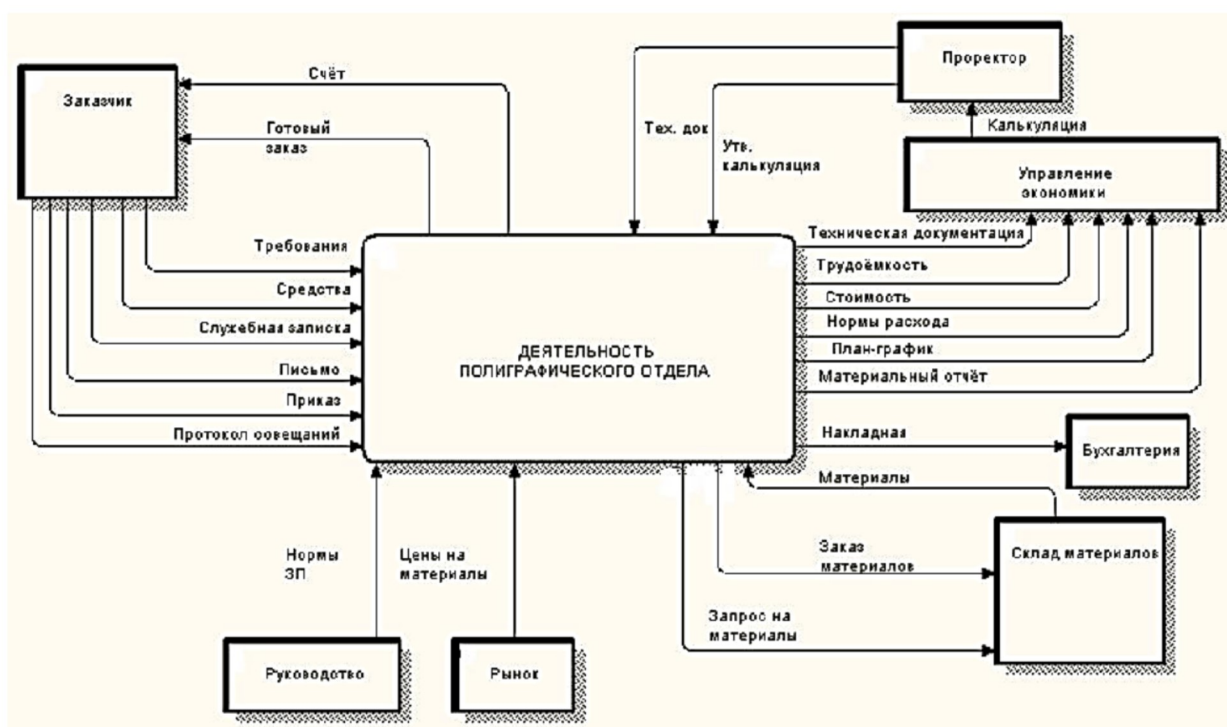 Счёт
Заказчик
Готовый
заказ
Проректор
Тех. док
Утв.
калькуляция
Калькуляция
Управление
экономики
Требования
Средства
Служебная записка
Письмо
Приказ
Протокол совещаний
ДЕЯТЕЛЬНОСТЬ
ПОЛИГРАФИЧЕСКОГО ОТДЕЛА
Техническая документация
Трудоёмкость
Стоимость
Нормы расхода
План-график
Материальный отчёт
Накладная
Бухгалтерия
Материалы
Нормы
ЗП
Цены на
материалы
Заказ
материалов
Склад материалов
Запрос на
материалы
Руководство
Рынок